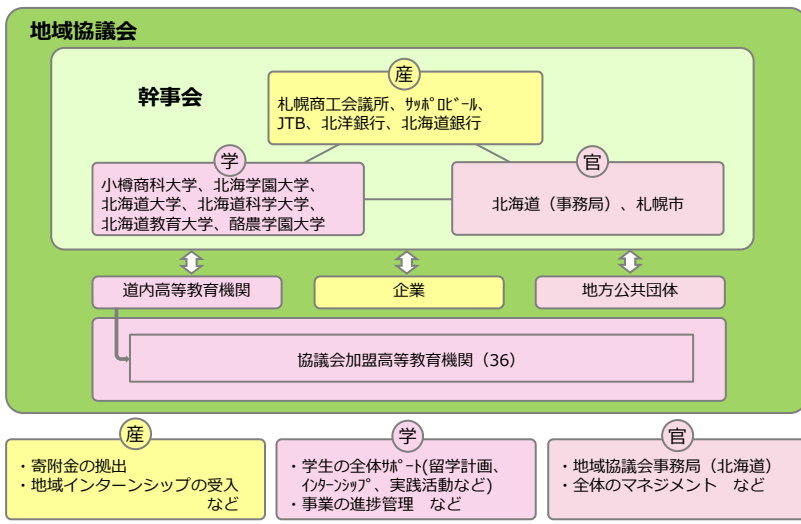 地域協議会
幹事会
産
札幌商工会議所、ｻｯﾎﾟﾛﾋﾞｰﾙ、
JTB、北洋銀行、北海道銀行
学
小樽商科大学、北海学園大学、
北海道大学、北海道科学大学、
北海道教育大学、酪農学園大学
官
北海道（事務局）、札幌市
道内高等教育機関
企業
地方公共団体
協議会加盟高等教育機関（36）
産
・寄附金の拠出
・地域インターンシップの受入
など
学
・学生の全体ｻﾎﾟｰﾄ(留学計画、
ｲﾝﾀｰﾝｼｯﾌﾟ、実践活動など)
・事業の進捗管理　など
官
・地域協議会事務局（北海道）
・全体のマネジメント　など